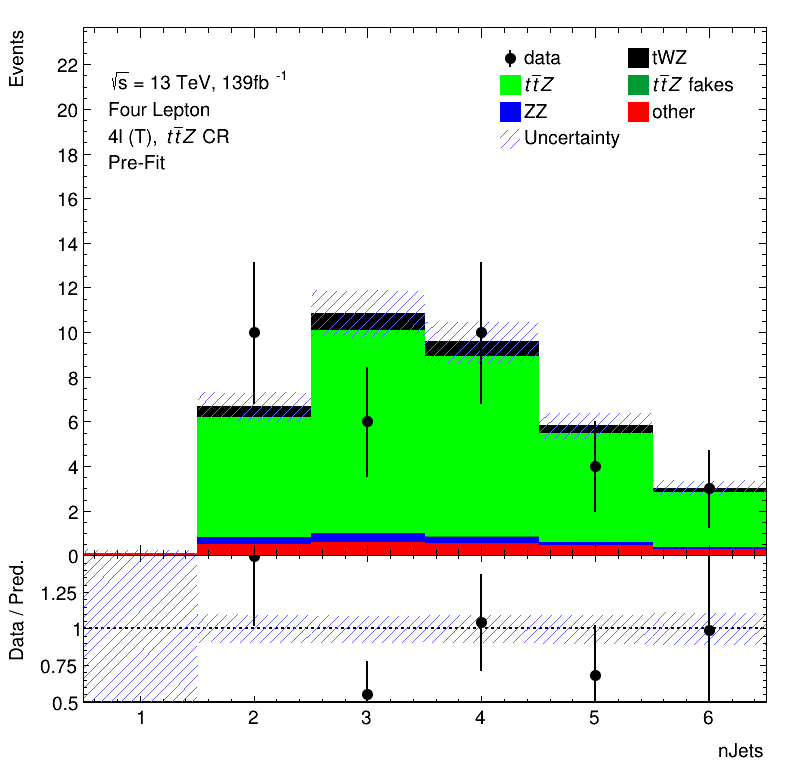 Events
22
20
18
16
14
12
10
8
6
4
2
0
√s = 13 TeV, 139fb⁻¹
Four Lepton
4l (T), tt̄Z CR
Pre-Fit
data
tWZ
tt̄Z
tt̄Z fakes
ZZ
other
Uncertainty
Data / Pred.
1.25
1
0.75
0.5
1 2 3 4 5 6
nJets